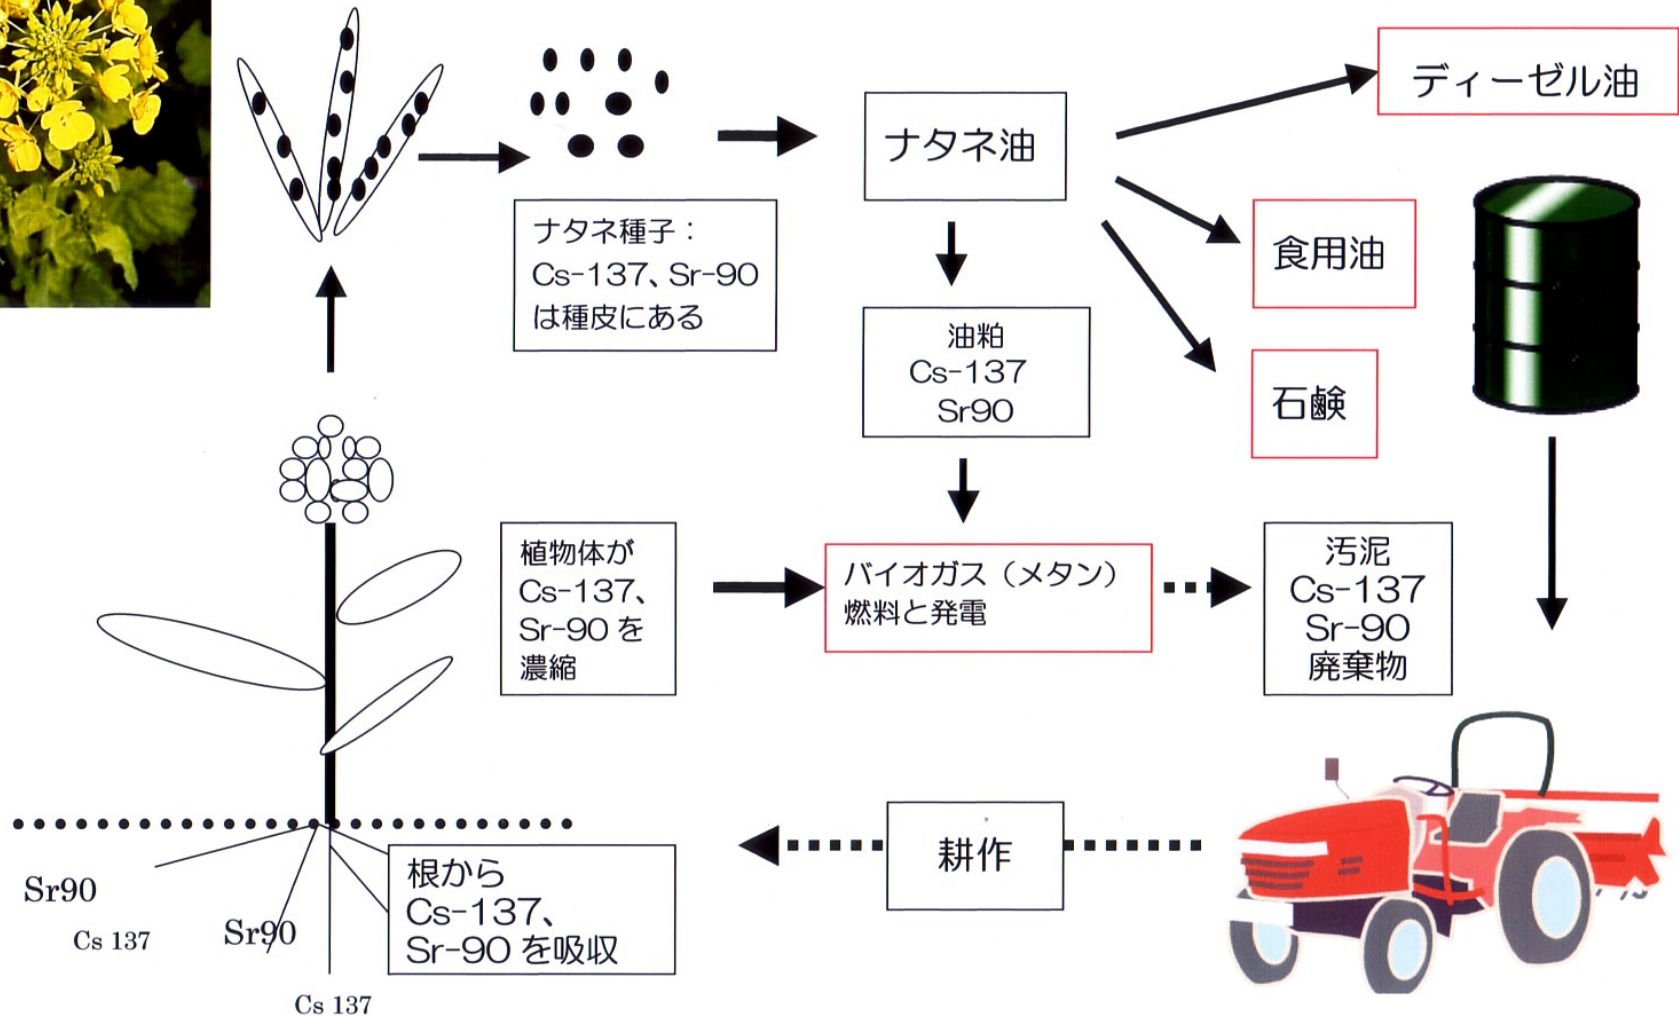 ディーゼル油
ナタネ油
ナタネ種子：
Cs-137、Sr-90
は種皮にある
食用油
油粕
Cs-137
Sr90
石鹸
植物体が
Cs-137、
Sr-90 を
濃縮
バイオガス（メタン）
燃料と発電
汚泥
Cs-137
Sr-90
廃棄物
耕作
根から
Cs-137、
Sr-90 を吸収
Sr90
Cs 137
Sr90
Cs 137